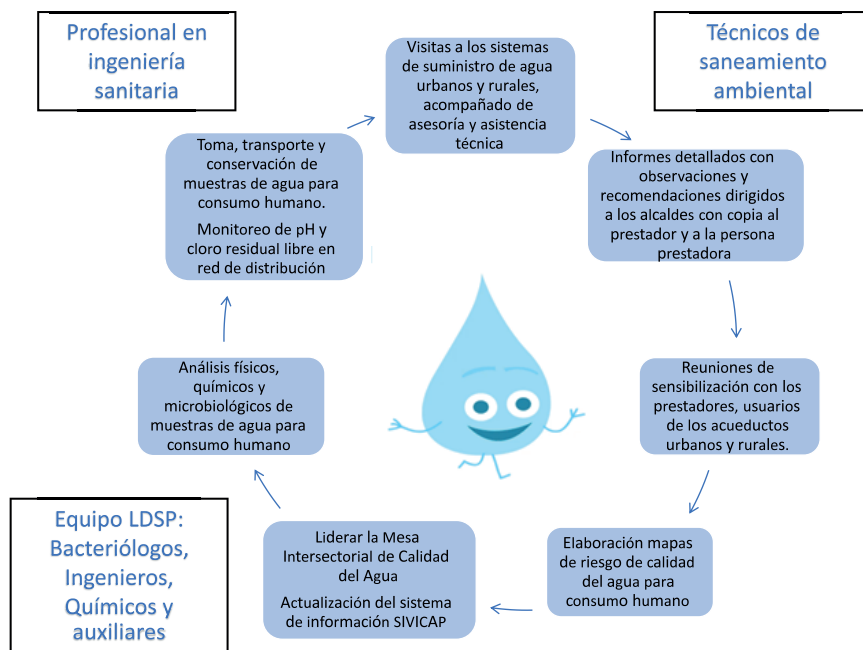 Profesional en
ingeniería
sanitaria
Visitas a los sistemas
de suministro de agua
urbanos y rurales,
acompañado de
asesoría y asistencia
técnica
Técnicos de
saneamiento
ambiental
Toma, transporte y
conservación de
muestras de agua para
consumo humano.
Monitoreo de pH y
cloro residual libre en
red de distribución
Informes detallados con
observaciones y
recomendaciones dirigidos
a los alcaldes con copia al
prestador y a la persona
prestadora
Análisis físicos,
químicos y
microbiológicos de
muestras de agua para
consumo humano
Reuniones de
sensibilización con los
prestadores, usuarios
de los acueductos
urbanos y rurales.
Equipo LDSP:
Bacteriólogos,
Ingenieros,
Químicos y
auxiliares
Liderar la Mesa
Intersectorial de Calidad
del Agua
Actualización del sistema
de información SIVICAP
Elaboración mapas
de riesgo de calidad
del agua para
consumo humano